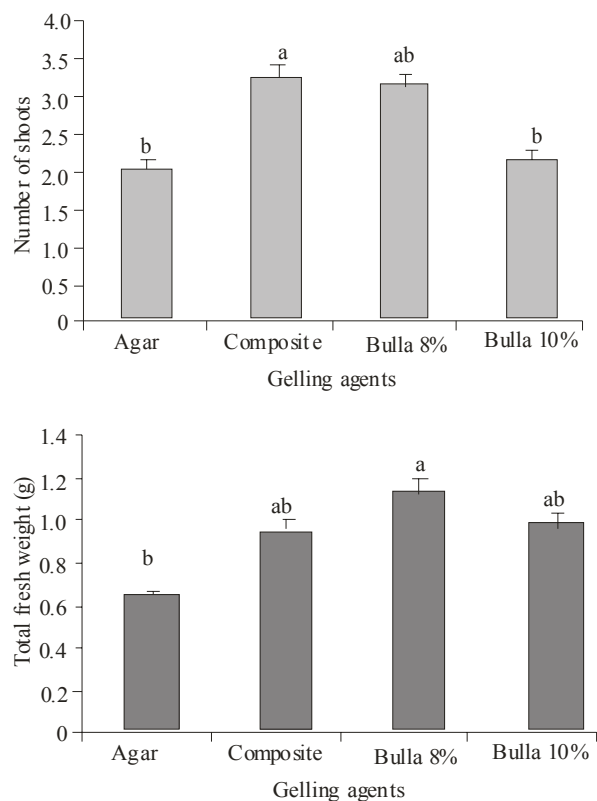 4.0
3.5
3.0
2.5
2.0
1.5
1.0
0.5
0
Number of shoots
b
a
ab
b
Agar Composite Bulla 8% Bulla 10%
Gelling agents
1.4
1.2
1.0
0.8
0.6
0.4
0.2
0
Total fresh weight (g)
b
ab
a
ab
Agar Composite Bulla 8% Bulla 10%
Gelling agents